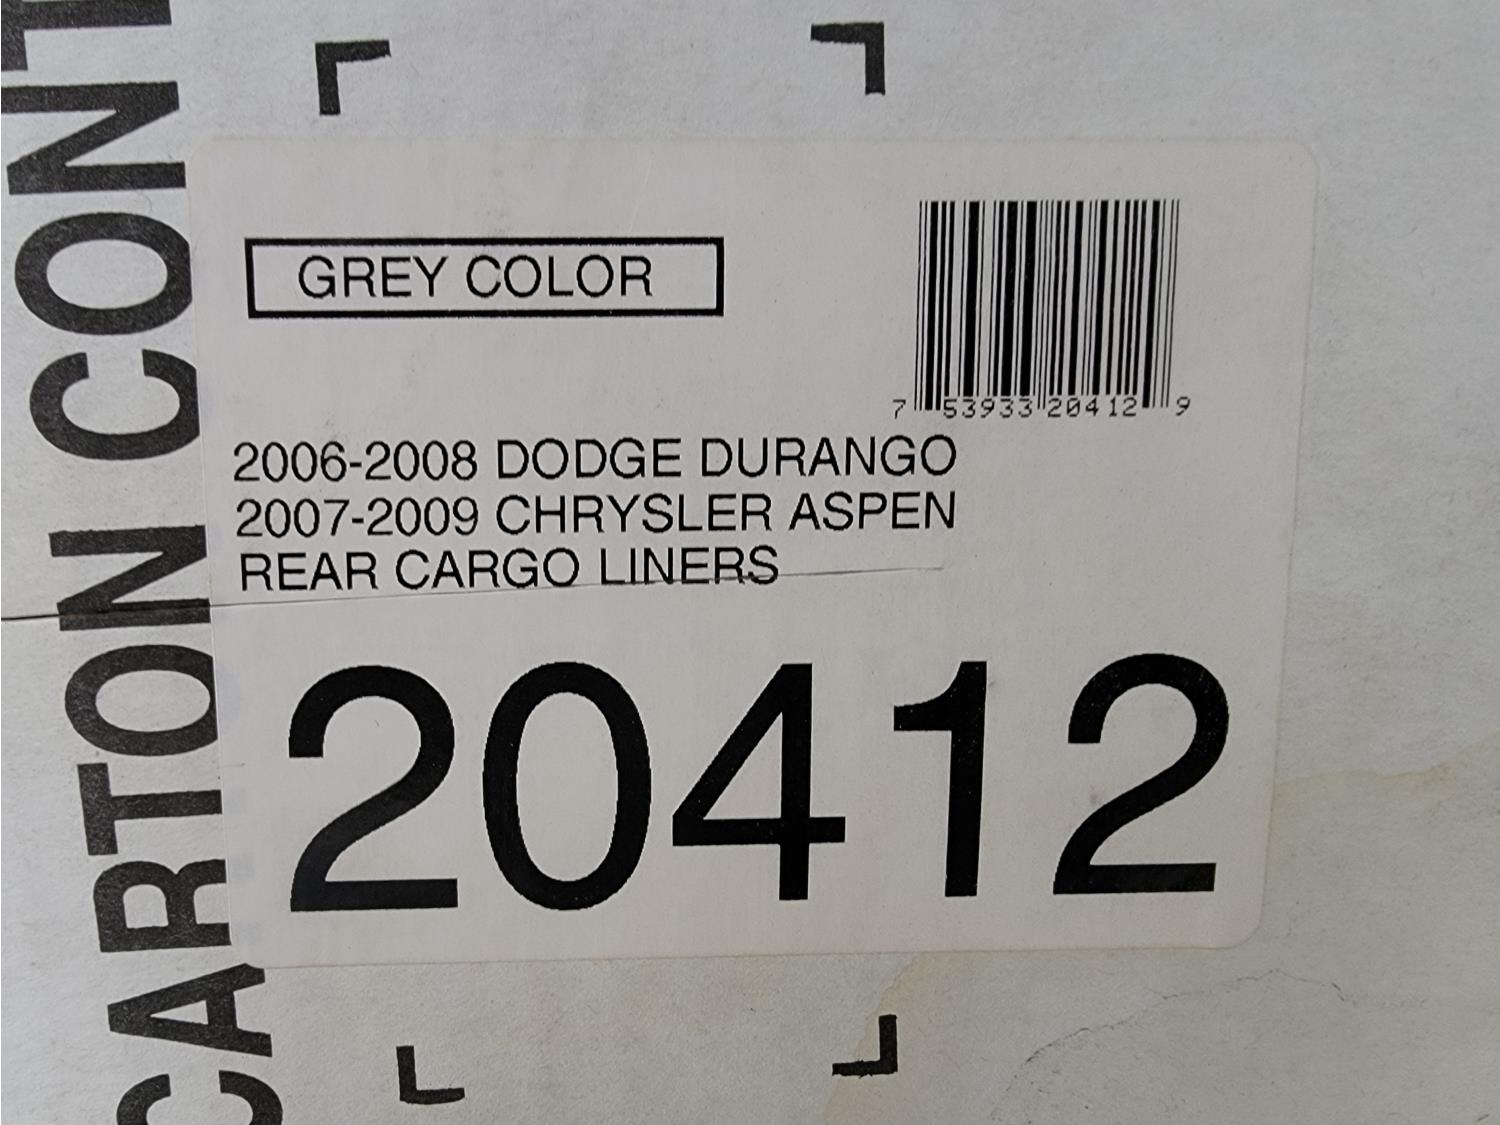 CARTON CONT
GREY COLOR
7 53933 20412 9
2006-2008 DODGE DURANGO
2007-2009 CHRYSLER ASPEN
REAR CARGO LINERS
20412